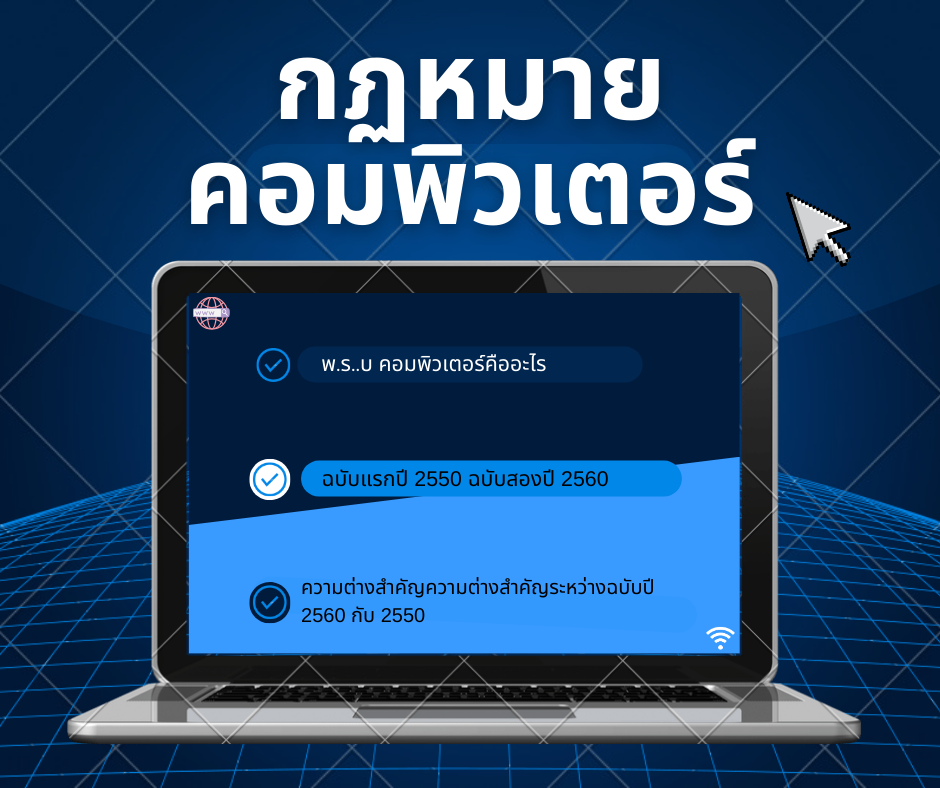 กฏหมาย
คอมพิวเตอร์
www
พ.ร..บ คอมพิวเตอร์คืออะไร
ฉบับแรกปี 2550 ฉบับสองปี 2560
ความต่างสำคัญความต่างสำคัญระหว่างฉบับปี
2560 กับ 2550